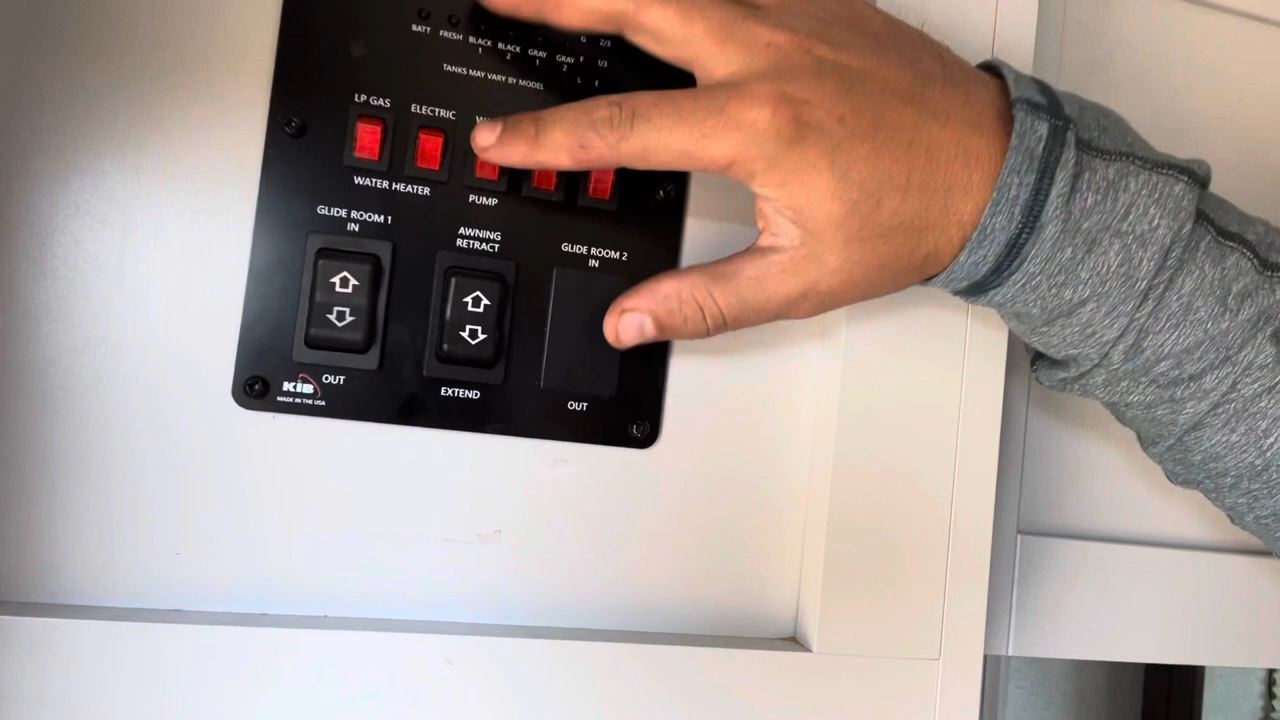 BATT FRESH BLACK 1 BLACK 2 GRAY 1 GRAY 2
G 2/3
F 1/3
L E
TANKS MAY VARY BY MODEL
LP GAS ELECTRIC
WATER HEATER
PUMP
GLIDE ROOM 1
IN
OUT
AWNING
RETRACT
EXTEND
GLIDE ROOM 2
IN
OUT
KIB
MADE IN THE USA